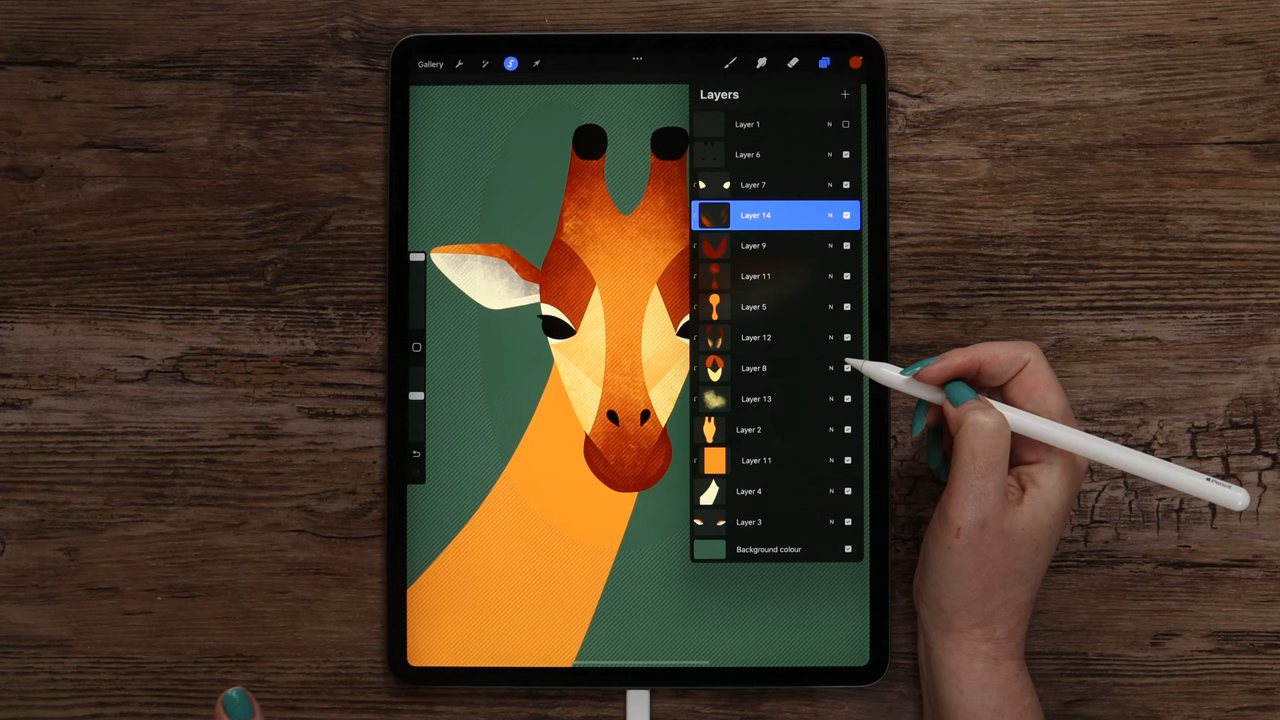 Gallery
Layers
Layer 1 N
Layer 6 N
Layer 7 N
Layer 14 N
Layer 9 N
Layer 11 N
Layer 5 N
Layer 12 N
Layer 8 N
Layer 13 N
Layer 2 N
Layer 11 N
Layer 4 N
Layer 3 N
Background colour
Pencil